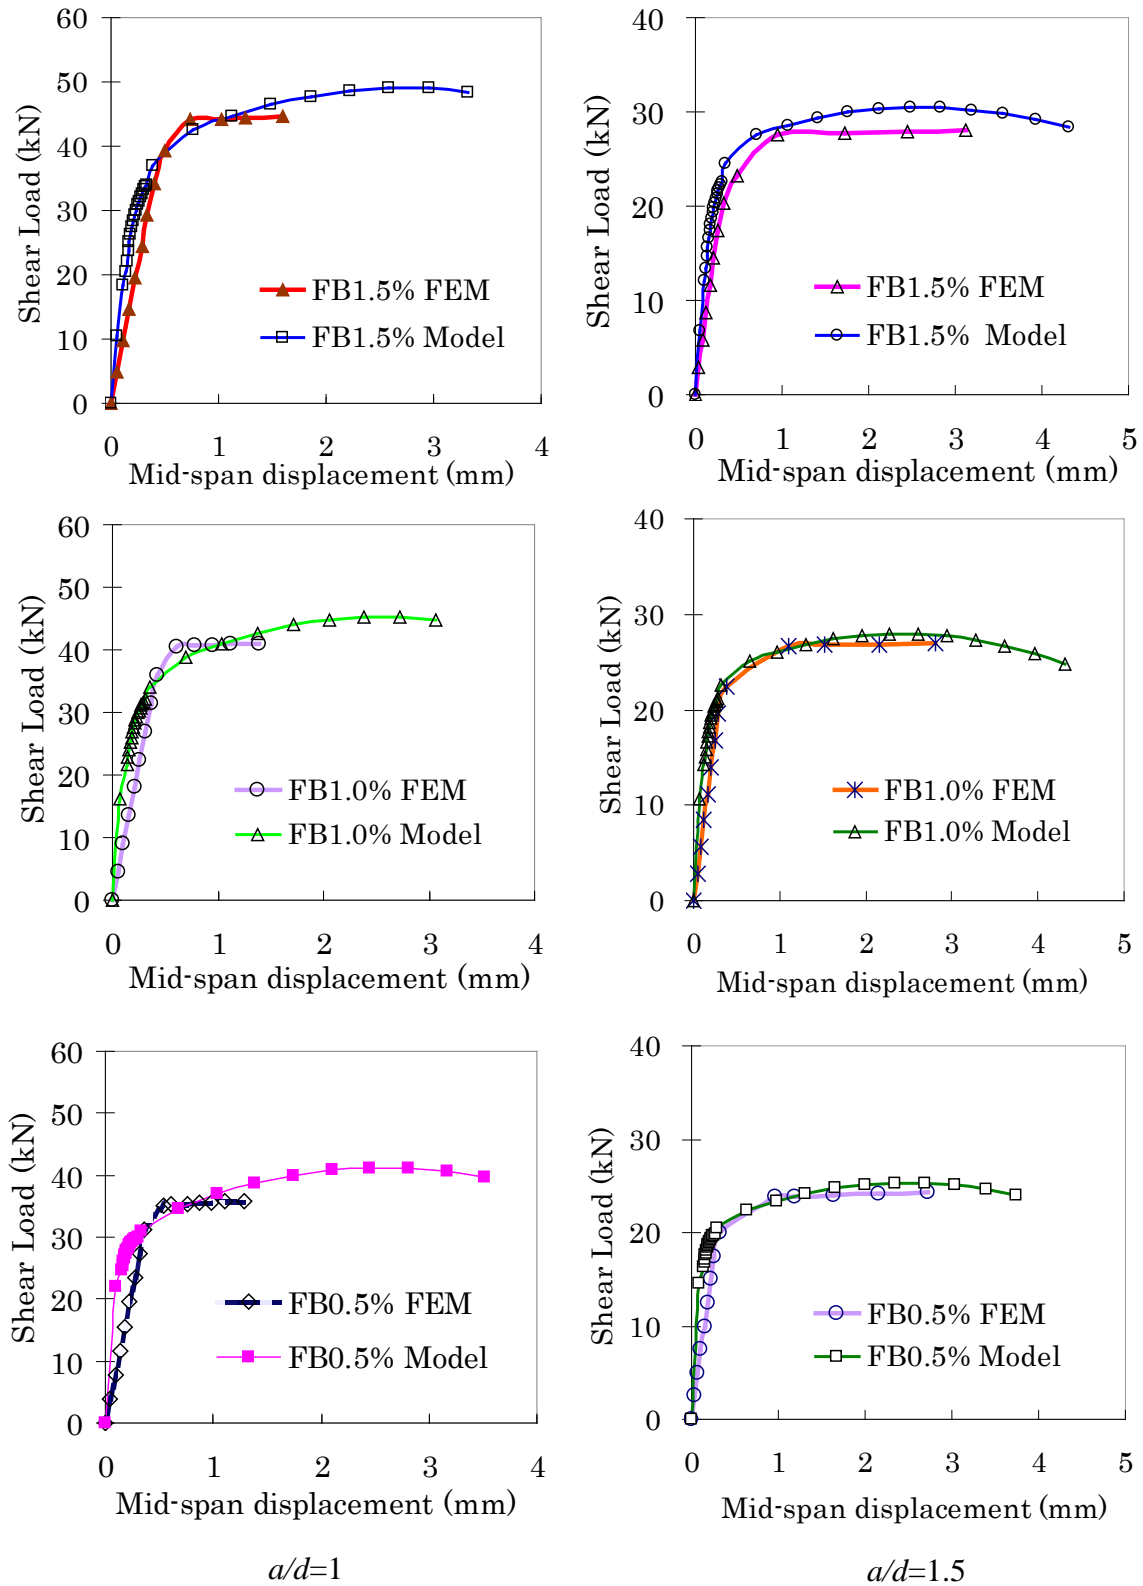 60
50
40
30
20
10
0
Shear Load (kN)
FB1.5% FEM
FB1.5% Model
0 1 2 3 4
Mid-span displacement (mm)
40
30
20
10
0
Shear Load (kN)
FB1.5% FEM
FB1.5% Model
0 1 2 3 4 5
Mid-span displacement (mm)
60
50
40
30
20
10
0
Shear Load (kN)
FB1.0% FEM
FB1.0% Model
0 1 2 3 4
Mid-span displacement (mm)
40
30
20
10
0
Shear Load (kN)
FB1.0% FEM
FB1.0% Model
0 1 2 3 4 5
Mid-span displacement (mm)
60
50
40
30
20
10
0
Shear Load (kN)
FB0.5% FEM
FB0.5% Model
0 1 2 3 4
Mid-span displacement (mm)
40
30
20
10
0
Shear Load (kN)
FB0.5% FEM
FB0.5% Model
0 1 2 3 4 5
Mid-span displacement (mm)
a/d=1
a/d=1.5